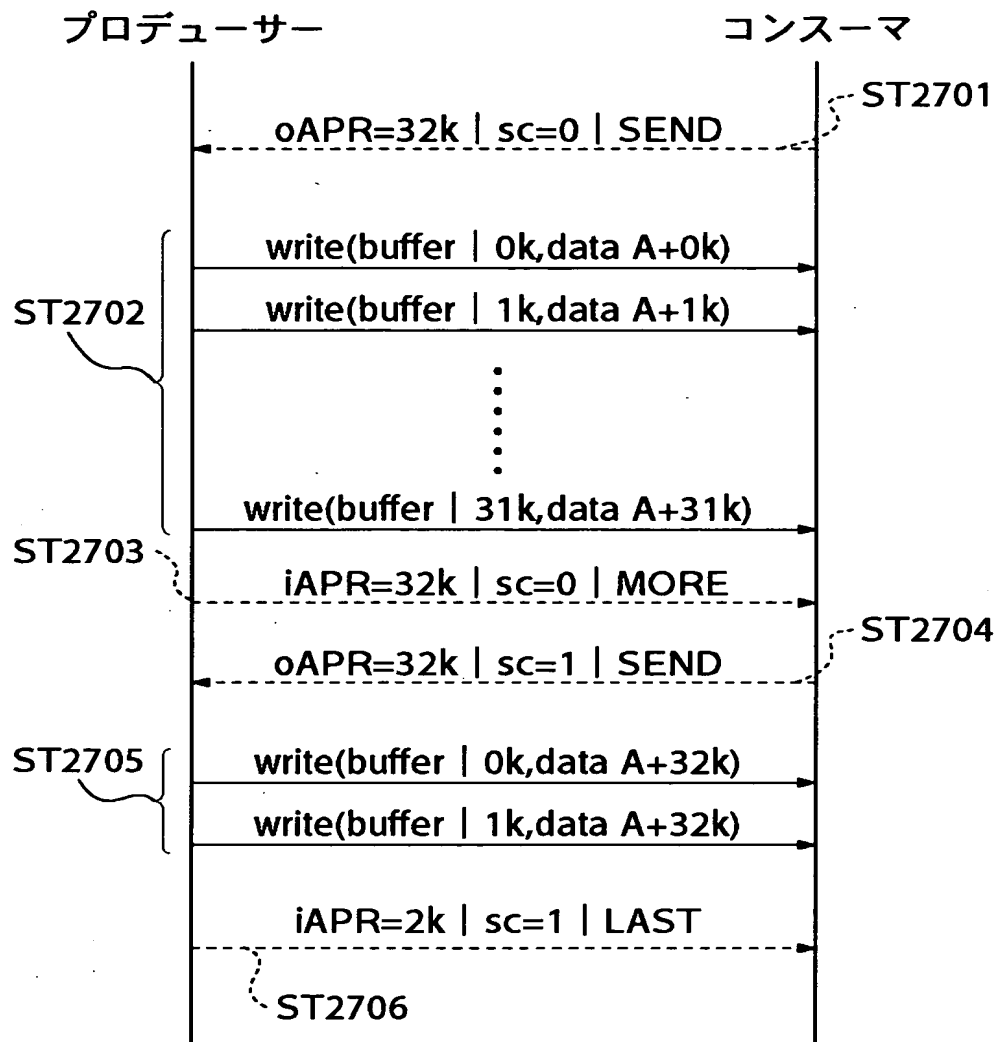 プロデューサー
コンスーマ
ST2701
oAPR=32k | sc=0 | SEND
write(buffer | 0k,data A+0k)
ST2702
write(buffer | 1k,data A+1k)
write(buffer | 31k,data A+31k)
ST2703
iAPR=32k | sc=0 | MORE
ST2704
oAPR=32k | sc=1 | SEND
ST2705
write(buffer | 0k,data A+32k)
write(buffer | 1k,data A+32k)
iAPR=2k | sc=1 | LAST
ST2706